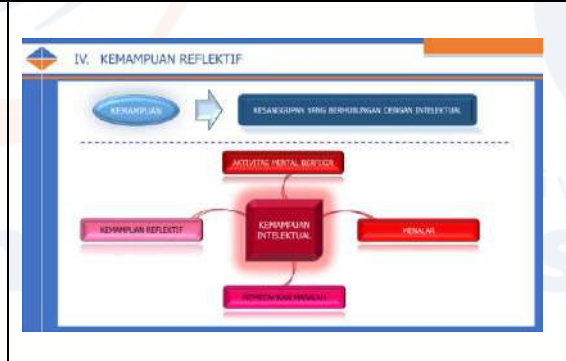 IV. KEMAMPUAN REFLEKTIF
KEMAMPUAN
KESANGGUPAN YANG BERHUBUNGAN DENGAN INTELEKTUAL
AKTIVITAS MENTAL BERFIKIR
KEMAMPUAN REFLEKTIF
KEMAMPUAN
INTELEKTUAL
MENALAR
MEMECAHKAN MASALAH